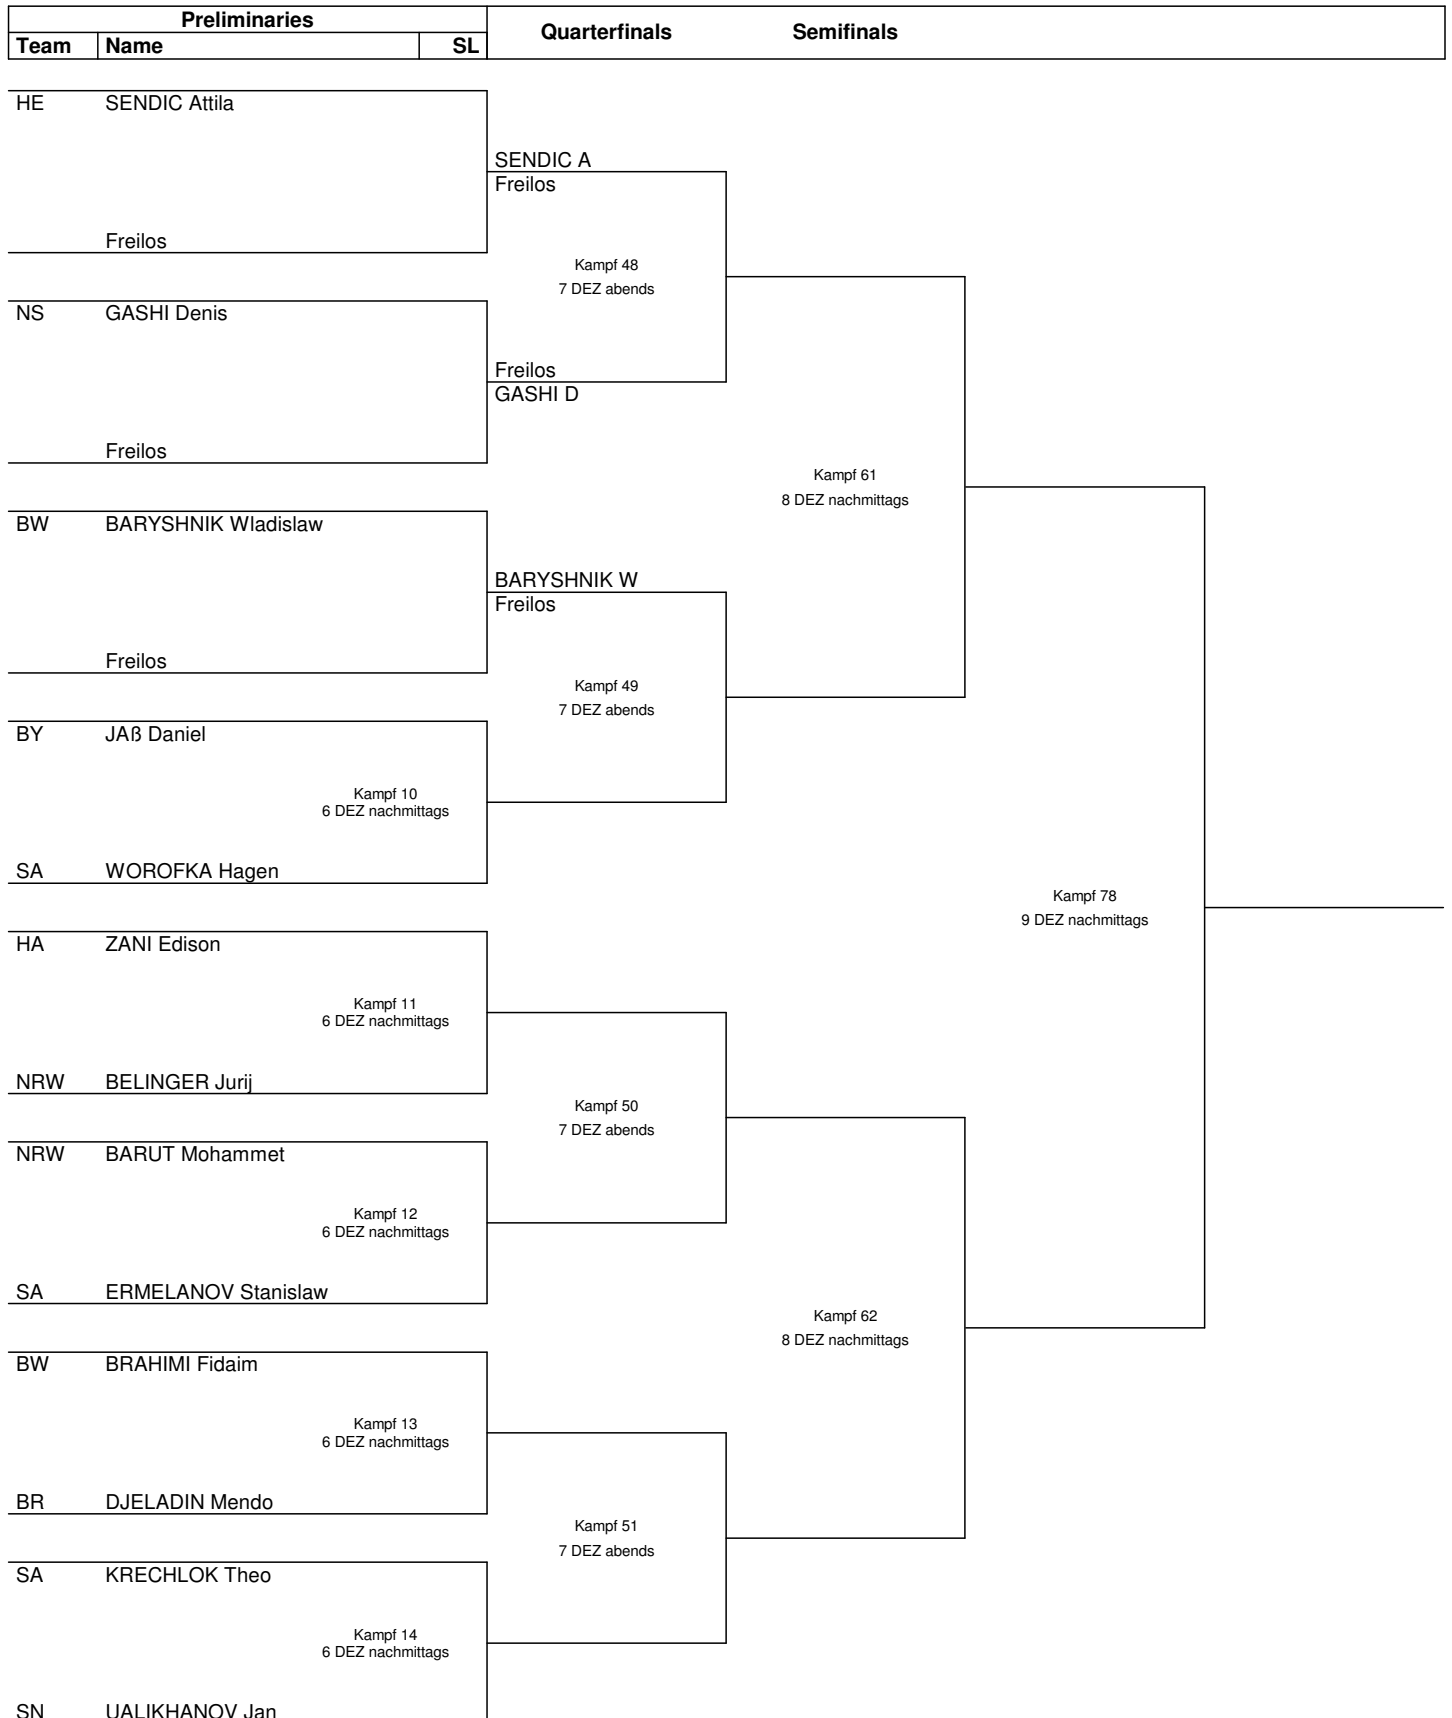 Preliminaries
Quarterfinals Semifinals
Team Name SL
HE SENDIC Attila
SENDIC A
Freilos
Freilos
Kampf 48
7 DEZ abends
NS GASHI Denis
Freilos
GASHI D
Freilos
Kampf 61
8 DEZ nachmittags
BW BARYSHNIK Wladislaw
BARYSHNIK W
Freilos
Freilos
Kampf 49
7 DEZ abends
BY JAß Daniel
Kampf 10
6 DEZ nachmittags
SA WOROFKA Hagen
Kampf 78
9 DEZ nachmittags
HA ZANI Edison
Kampf 11
6 DEZ nachmittags
NRW BELINGER Jurij
Kampf 50
7 DEZ abends
NRW BARUT Mohammet
Kampf 12
6 DEZ nachmittags
SA ERMELANOV Stanislaw
Kampf 62
8 DEZ nachmittags
BW BRAHIMI Fidaim
Kampf 13
6 DEZ nachmittags
BR DJELADIN Mendo
Kampf 51
7 DEZ abends
SA KRECHLOK Theo
Kampf 14
6 DEZ nachmittags
SN UALIKHANOV Jan